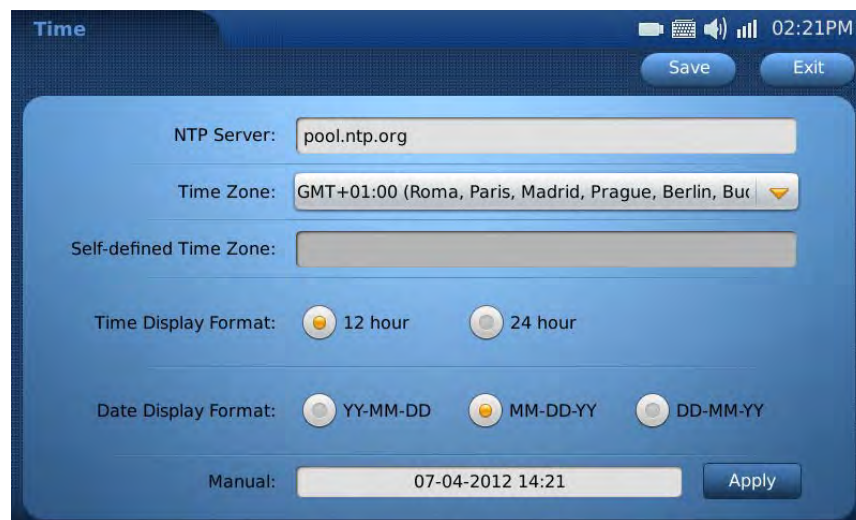 Time 02:21PM
Save Exit
NTP Server: pool.ntp.org
Time Zone: GMT+01:00 (Roma, Paris, Madrid, Prague, Berlin, Buc
Self-defined Time Zone:
Time Display Format: 12 hour 24 hour
Date Display Format: YY-MM-DD MM-DD-YY DD-MM-YY
Manual: 07-04-2012 14:21 Apply